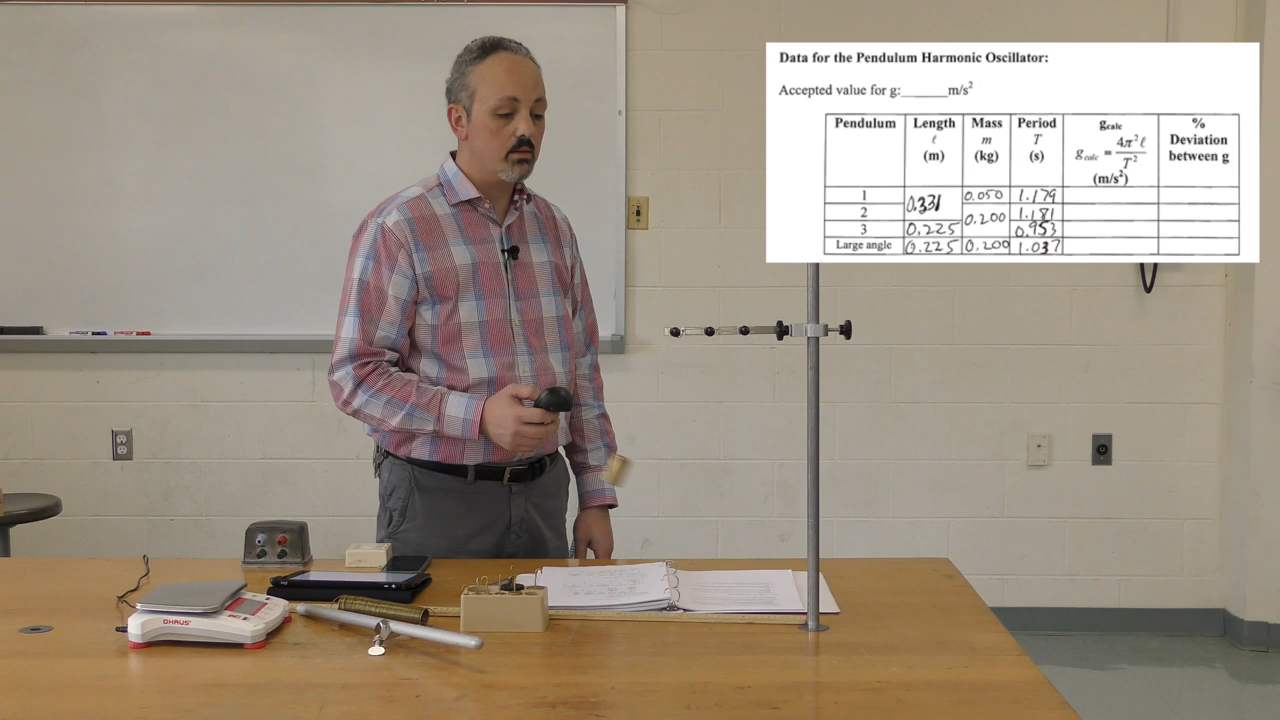 Data for the Pendulum Harmonic Oscillator:
Accepted value for g:_______m/s²
Pendulum Length ℓ (m) Mass m (kg) Period T (s) gcalc gcalc = 4π²ℓ / T² (m/s²) % Deviation between g
1 0.331 0.050 1.179
2 0.200 1.181
3 0.225 0.953
Large angle 0.225 0.200 1.037
OHAUS